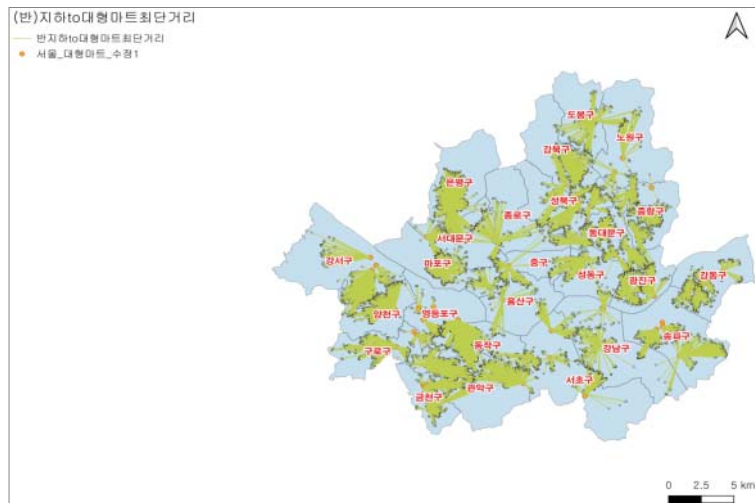 (반)지하to대형마트최단거리
반지하to대형마트최단거리
서울_대형마트_수정1
도봉구
노원구
강북구
은평구
성북구
중랑구
종로구
서대문구
동대문구
강서구
마포구
중구
성동구
광진구
강동구
용산구
양천구
영등포구
송파구
구로구
동작구
강남구
서초구
관악구
금천구
0 2.5 5 km